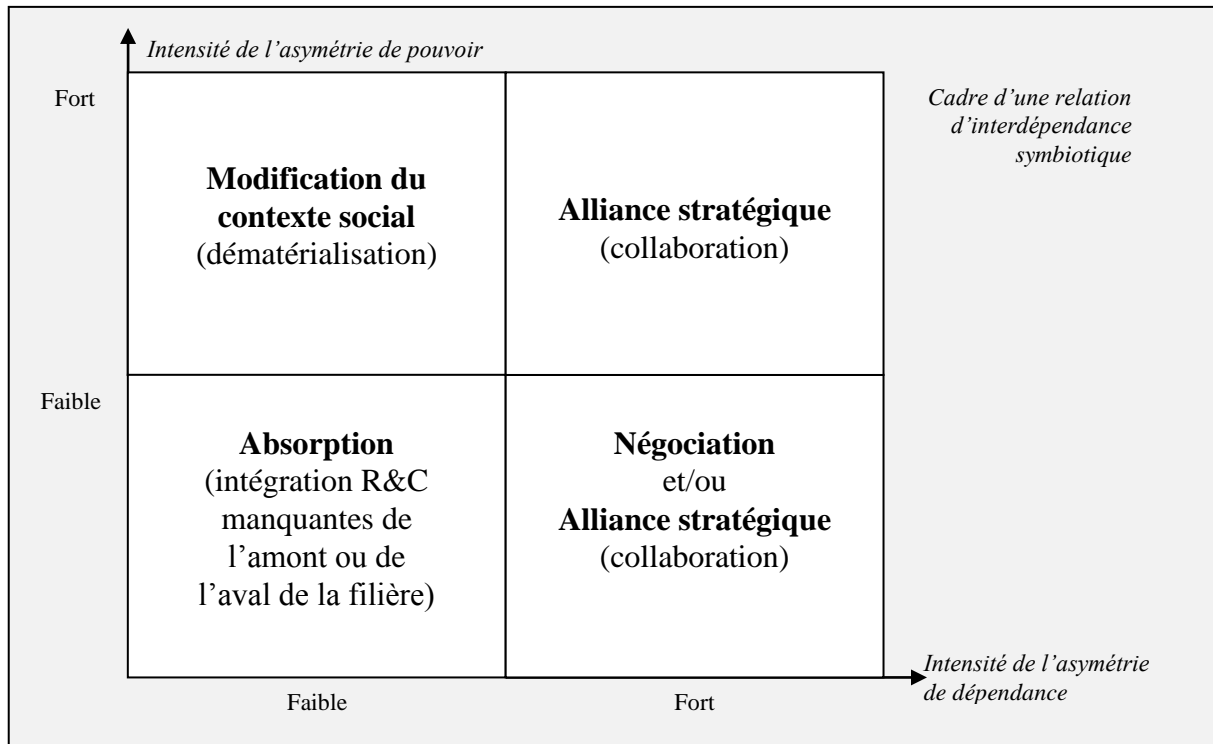 Intensité de l’asymétrie de pouvoir
Fort
Cadre d’une relation
d’interdépendance
symbiotique
Modification du
contexte social
(dématérialisation)
Alliance stratégique
(collaboration)
Faible
Absorption
(intégration R&C
manquantes de
l’amont ou de
l’aval de la filière)
Négociation
et/ou
Alliance stratégique
(collaboration)
Intensité de l’asymétrie
de dépendance
Faible
Fort